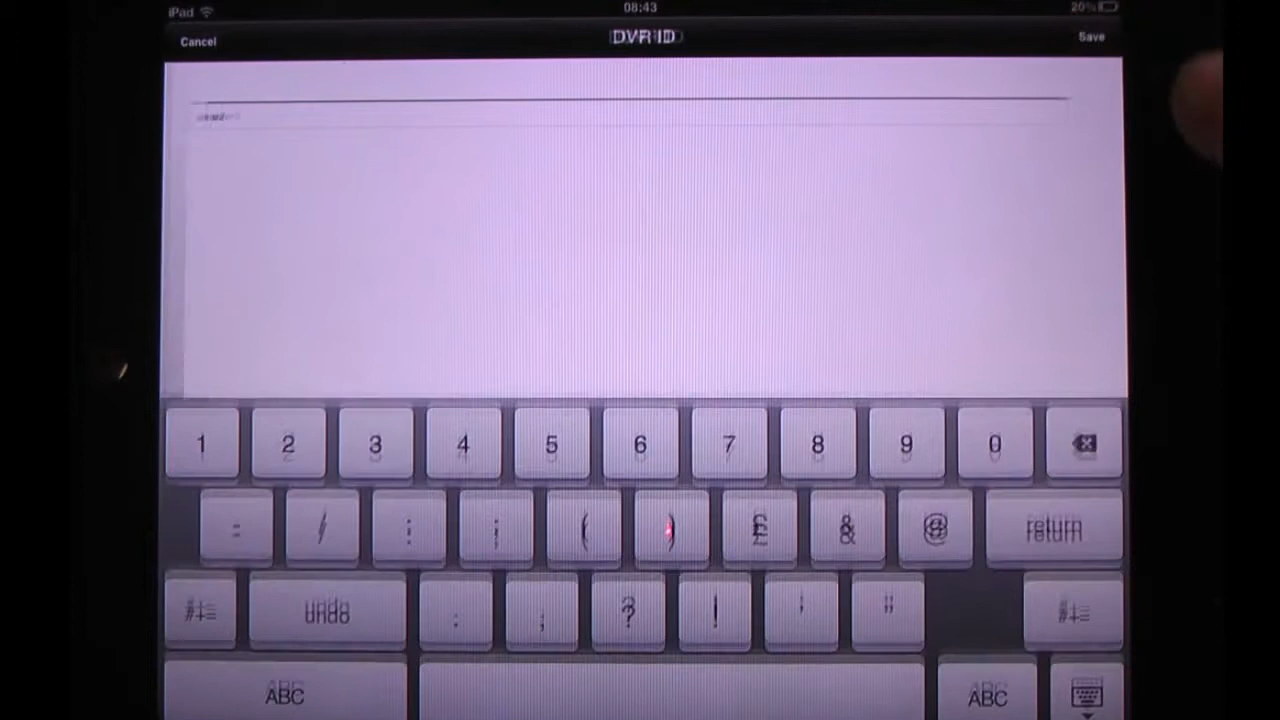 iPad 08:43 20%
Cancel DVR ID Save
1 2 3 4 5 6 7 8 9 0
- / : ; ( ) £ & @ return
#+= undo . , ? ! ' " #+=
ABC ABC